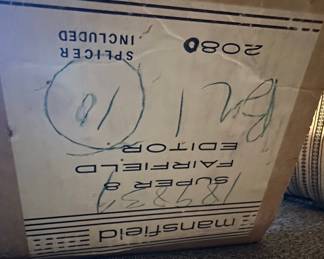 mansfield
SUPER 8
FAIRFIELD
EDITOR
2080
SPLICER
INCLUDED